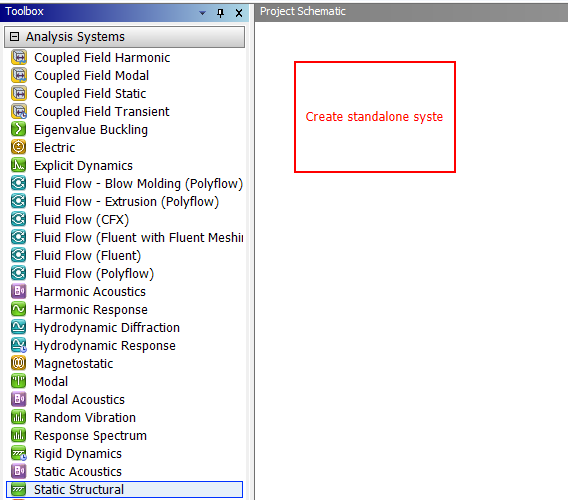 Toolbox
Project Schematic
Analysis Systems
Coupled Field Harmonic
Coupled Field Modal
Coupled Field Static
Coupled Field Transient
Eigenvalue Buckling
Electric
Explicit Dynamics
Fluid Flow - Blow Molding (Polyflow)
Fluid Flow - Extrusion (Polyflow)
Fluid Flow (CFX)
Fluid Flow (Fluent with Fluent Meshin
Fluid Flow (Fluent)
Fluid Flow (Polyflow)
Harmonic Acoustics
Harmonic Response
Hydrodynamic Diffraction
Hydrodynamic Response
Magnetostatic
Modal
Modal Acoustics
Random Vibration
Response Spectrum
Rigid Dynamics
Static Acoustics
Static Structural
Create standalone syste